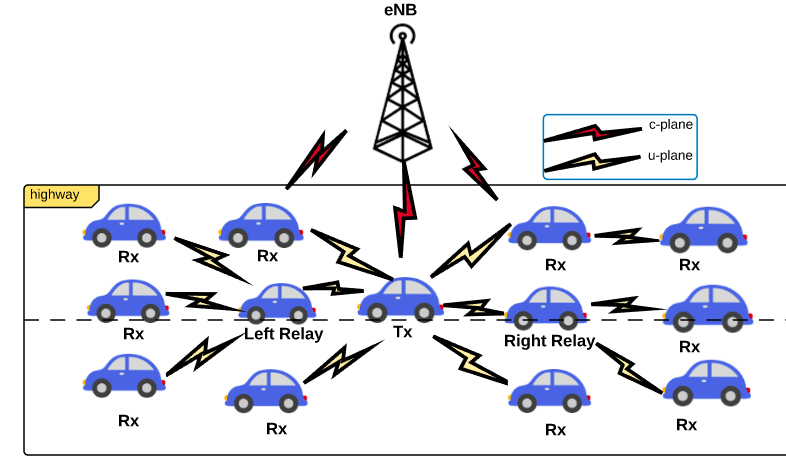 eNB
c-plane
u-plane
highway
Rx
Rx
Rx
Rx
Rx
Left Relay
Tx
Right Relay
Rx
Rx
Rx
Rx
Rx